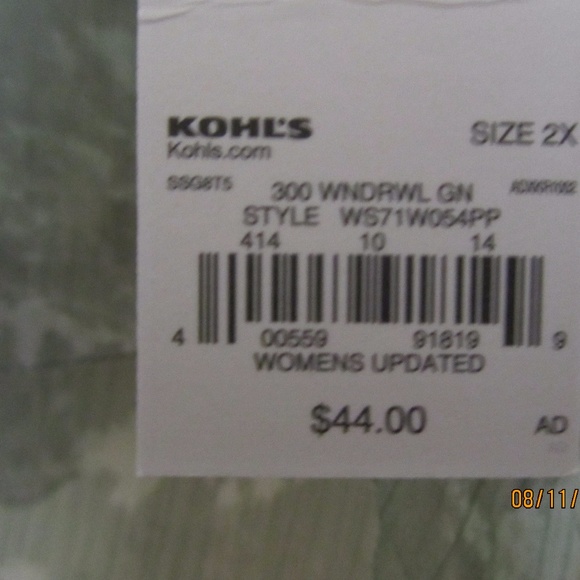 KOHL'S
SIZE 2X
Kohls.com
SSG8T5
300 WNDRWL GN
STYLE WS71W054PP
414 10 14
4 00559 91819 9
WOMENS UPDATED
$44.00
AD
08/11/